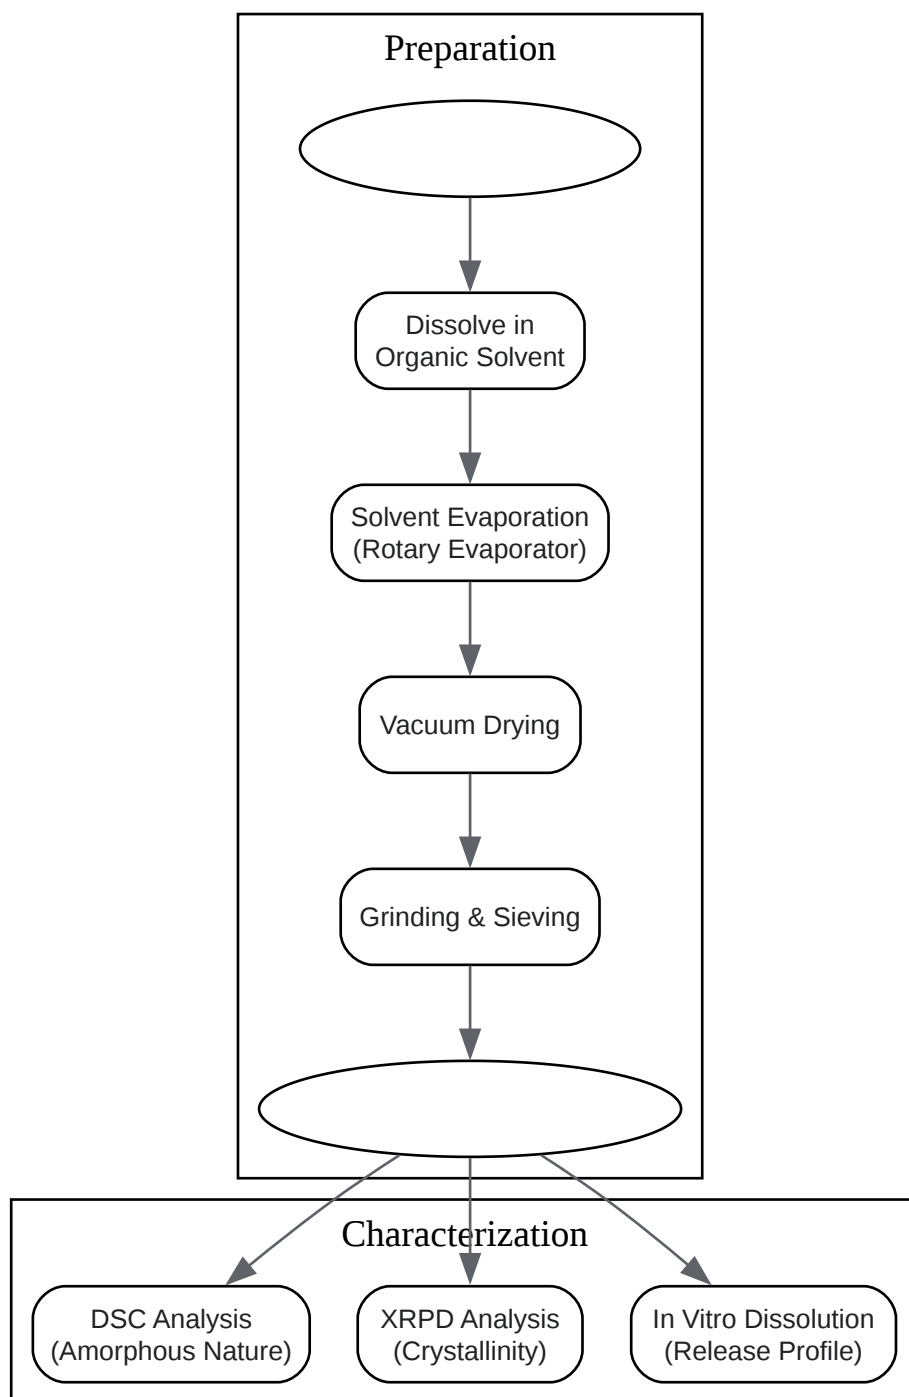 Preparation
Dissolve in
Organic Solvent
Solvent Evaporation
(Rotary Evaporator)
Vacuum Drying
Grinding & Sieving
Characterization
DSC Analysis
(Amorphous Nature)
XRPD Analysis
(Crystallinity)
In Vitro Dissolution
(Release Profile)